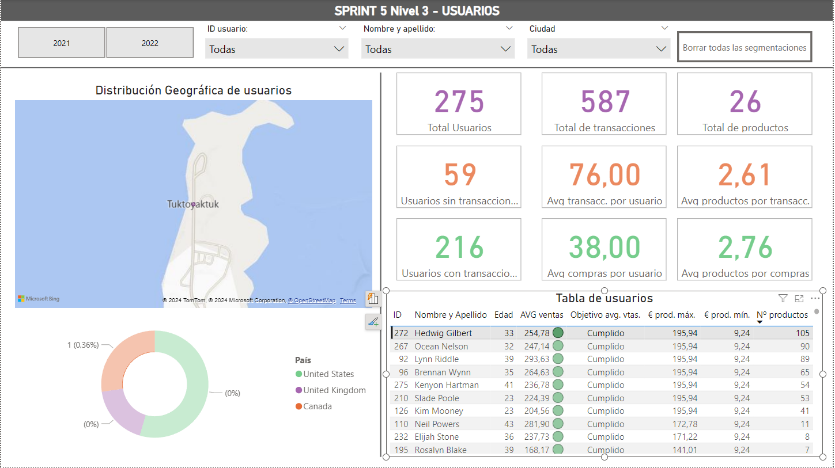 SPRINT 5 Nivel 3 - USUARIOS
2021
2022
ID usuario:
Todas
Nombre y apellido:
Todas
Ciudad
Todas
Borrar todas las segmentaciones
Distribución Geográfica de usuarios
Tuktoyaktuk
Microsoft Bing
© 2024 TomTom, © 2024 Microsoft Corporation, © OpenStreetMap Terms
275
Total Usuarios
587
Total de transacciones
26
Total de productos
59
Usuarios sin transaccion...
76,00
Avg transacc. por usuario
2,61
Avg productos por transacc.
216
Usuarios con transaccio...
38,00
Avg compras por usuario
2,76
Avg productos por compras
1 (0.36%)
(0%)
(0%)
País
United States
United Kingdom
Canada
Tabla de usuarios
ID Nombre y Apellido Edad AVG ventas Objetivo avg. vtas. € prod. máx. € prod. mín. Nº productos
272 Hedwig Gilbert 33 254,78 Cumplido 195,94 9,24 105
267 Ocean Nelson 32 247,14 Cumplido 195,94 9,24 90
92 Lynn Riddle 39 293,63 Cumplido 195,94 9,24 89
96 Brennan Wynn 35 264,63 Cumplido 195,94 9,24 65
275 Kenyon Hartman 41 236,78 Cumplido 195,94 9,24 54
210 Slade Poole 23 224,39 Cumplido 195,94 9,24 53
126 Kim Mooney 23 204,56 Cumplido 195,94 9,24 41
110 Neil Powers 43 281,90 Cumplido 172,78 9,24 11
232 Elijah Stone 36 237,73 Cumplido 171,22 9,24 8
195 Rosalyn Blake 39 168,17 Cumplido 141,01 9,24 7